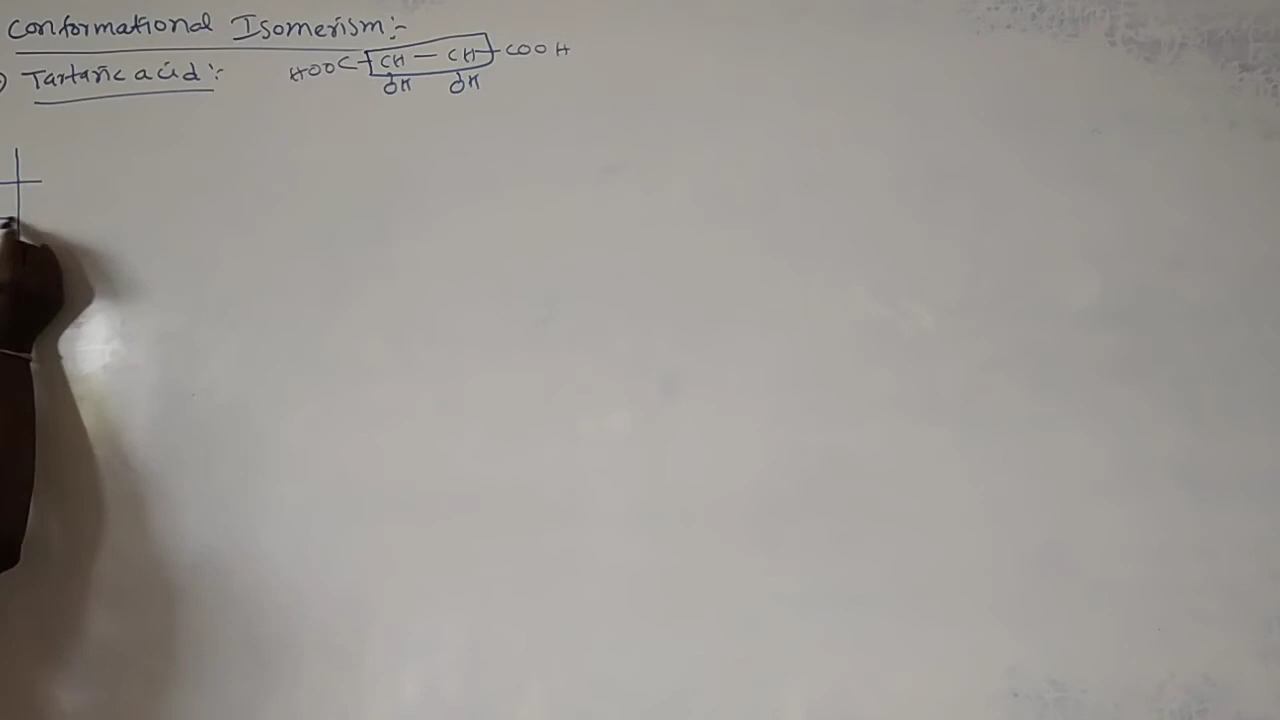 Conformational Isomerism:-
) Tartaric acid :- HOOC-CH-CH-COOH
OH OH